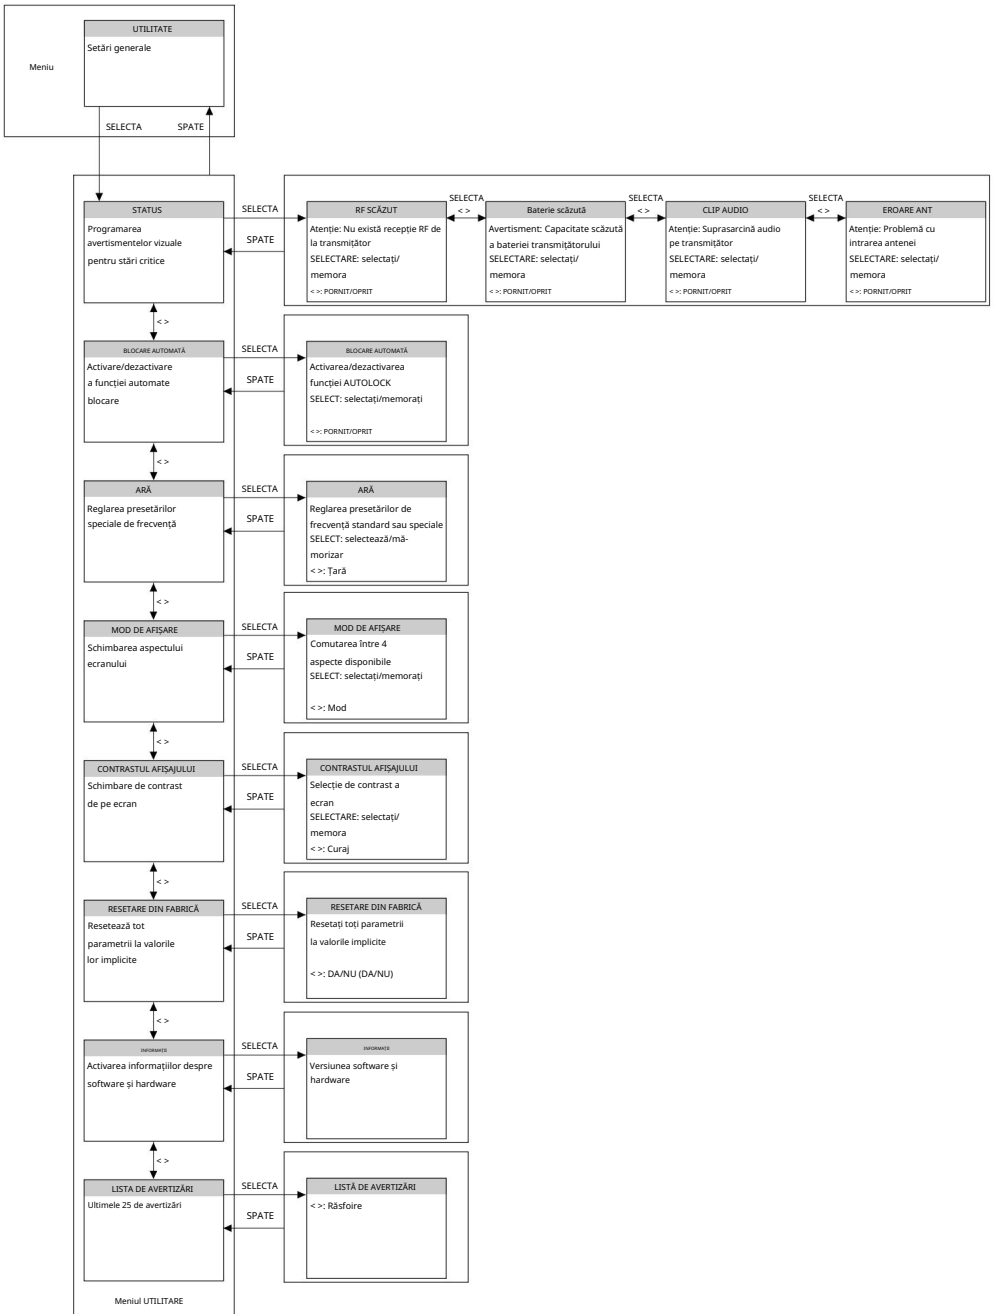 UTILITATE
Setări generale
Meniu
SELECTA
SPATE
STATUS
Programarea
avertismentelor vizuale
pentru stări critice
SELECTA
SPATE
RF SCĂZUT
Atenție: Nu există recepție RF de
la transmițător
SELECTARE: selectați/
memora
< >: PORNIT/OPRIT
SELECTA
< >
Baterie scăzută
Avertisment: Capacitate scăzută
a bateriei transmițătorului
SELECTARE: selectați/
memora
< >: PORNIT/OPRIT
SELECTA
< >
CLIP AUDIO
Atenție: Suprasarcină audio
pe transmițător
SELECTARE: selectați/
memora
< >: PORNIT/OPRIT
SELECTA
< >
EROARE ANT
Atenție: Problemă cu
intrarea antenei
SELECTARE: selectați/
memora
< >: PORNIT/OPRIT
< >
BLOCARE AUTOMATĂ
Activare/dezactivare
a funcției automate
blocare
SELECTA
SPATE
BLOCARE AUTOMATĂ
Activarea/dezactivarea
funcției AUTOLOCK
SELECT: selectați/memorați
< >: PORNIT/OPRIT
< >
ARĂ
Reglarea presetărilor
speciale de frecvență
SELECTA
SPATE
ARĂ
Reglarea presetărilor de
frecvență standard sau speciale
SELECT: selectează/mă-
morizar
< >: Țară
< >
MOD DE AFIȘARE
Schimbarea aspectului
ecranului
SELECTA
SPATE
MOD DE AFIȘARE
Comutarea între 4
aspecte disponibile
SELECT: selectați/memorați
< >: Mod
< >
CONTRASTUL AFIȘAJULUI
Schimbare de contrast
de pe ecran
SELECTA
SPATE
CONTRASTUL AFIȘAJULUI
Selecție de contrast a
ecran
SELECTARE: selectați/
memora
< >: Curaj
< >
RESETARE DIN FABRICĂ
Resetează tot
parametrii la valorile
lor implicite
SELECTA
SPATE
RESETARE DIN FABRICĂ
Resetați toți parametrii
la valorile implicite
< >: DA/NU (DA/NU)
< >
INFORMAȚII
Activarea informațiilor despre
software și hardware
SELECTA
SPATE
INFORMAȚII
Versiunea software și
hardware
< >
LISTA DE AVERTIZĂRI
Ultimele 25 de avertizări
SELECTA
SPATE
LISTĂ DE AVERTIZĂRI
< >: Răsfoire
Meniul UTILITARE